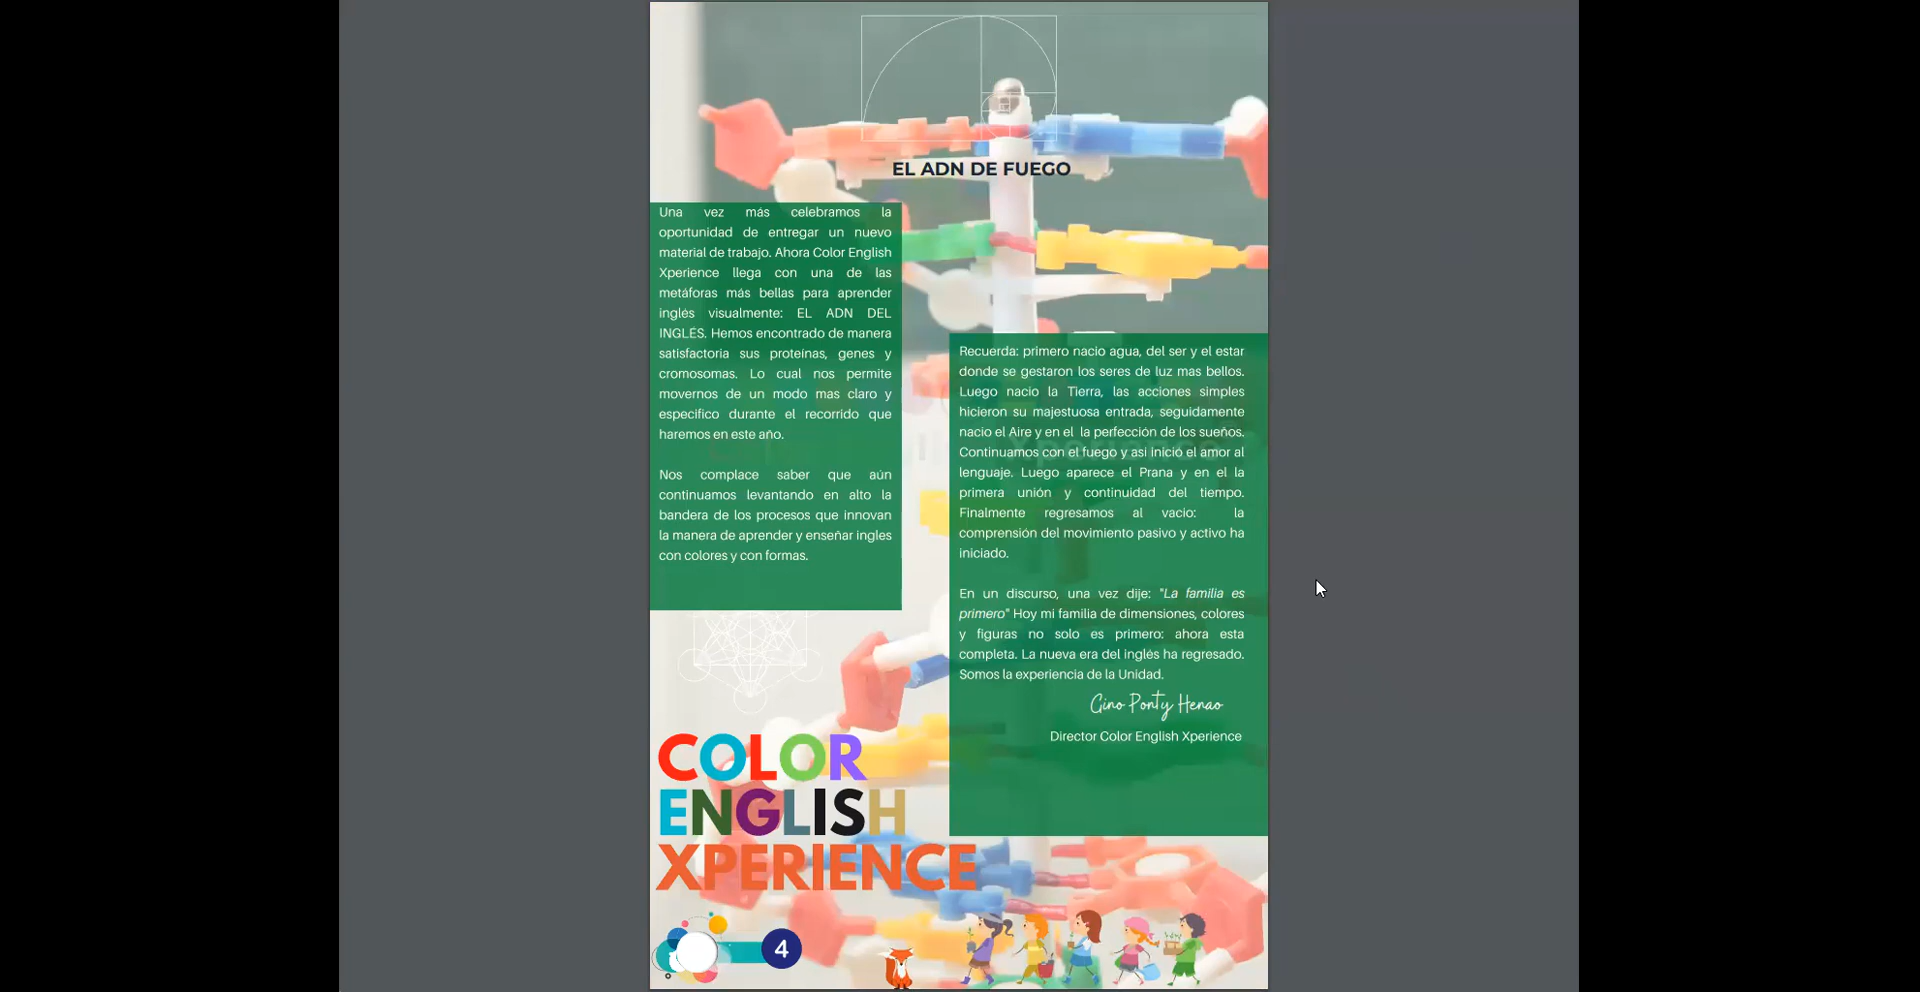 EL ADN DE FUEGO
Una vez más celebramos la
oportunidad de entregar un nuevo
material de trabajo. Ahora Color English
Xperience llega con una de las
metáforas más bellas para aprender
inglés visualmente: EL ADN DEL
INGLÉS. Hemos encontrado de manera
satisfactoria sus proteínas, genes y
cromosomas. Lo cual nos permite
movernos de un modo mas claro y
especifico durante el recorrido que
haremos en este año.
Nos complace saber que aún
continuamos levantando en alto la
bandera de los procesos que innovan
la manera de aprender y enseñar ingles
con colores y con formas.
Recuerda: primero nacio agua, del ser y el estar
donde se gestaron los seres de luz mas bellos.
Luego nacio la Tierra, las acciones simples
hicieron su majestuosa entrada, seguidamente
nacio el Aire y en el la perfección de los sueños.
Continuamos con el fuego y asi inició el amor al
lenguaje. Luego aparece el Prana y en el la
primera unión y continuidad del tiempo.
Finalmente regresamos al vacio: la
comprensión del movimiento pasivo y activo ha
iniciado.
En un discurso, una vez dije: "La familia es
primero" Hoy mi familia de dimensiones, colores
y figuras no solo es primero: ahora esta
completa. La nueva era del inglés ha regresado.
Somos la experiencia de la Unidad.
Gino Ponty Henao
Director Color English Xperience
COLOR
ENGLISH
XPERIENCE
4